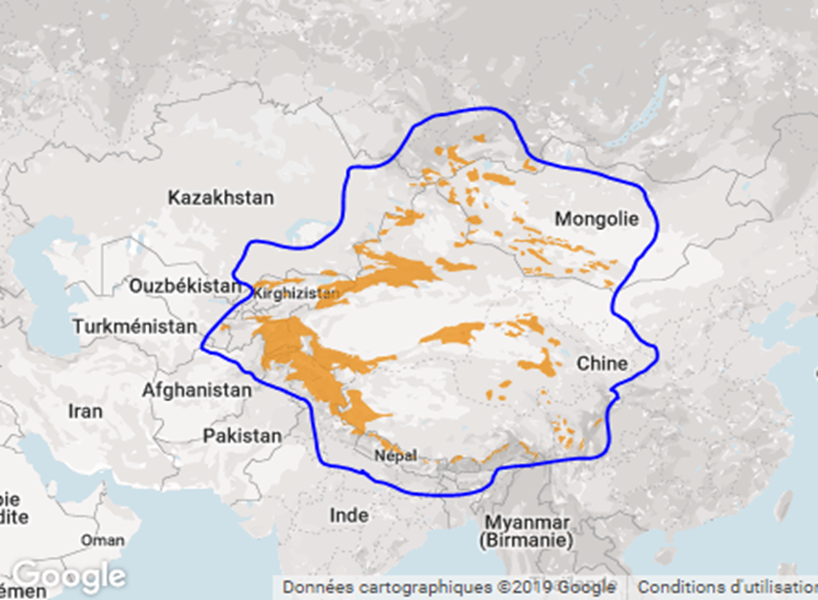 Kazakhstan
Mongolie
Ouzbékistan
Kirghizistan
Turkménistan
Chine
Afghanistan
Iran
Pakistan
Népal
Inde
Myanmar
(Birmanie)
Oman
Google
Données cartographiques ©2019 Google
Conditions d'utilisation